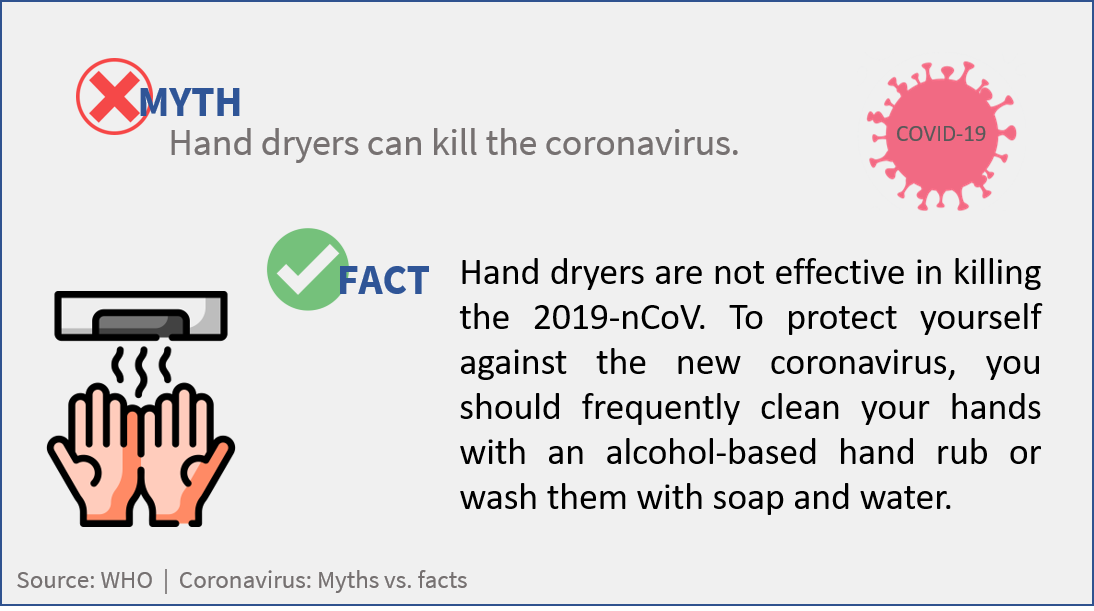 MYTH
Hand dryers can kill the coronavirus.
COVID-19
FACT
Hand dryers are not effective in killing
the 2019-nCoV. To protect yourself
against the new coronavirus, you
should frequently clean your hands
with an alcohol-based hand rub or
wash them with soap and water.
Source: WHO | Coronavirus: Myths vs. facts